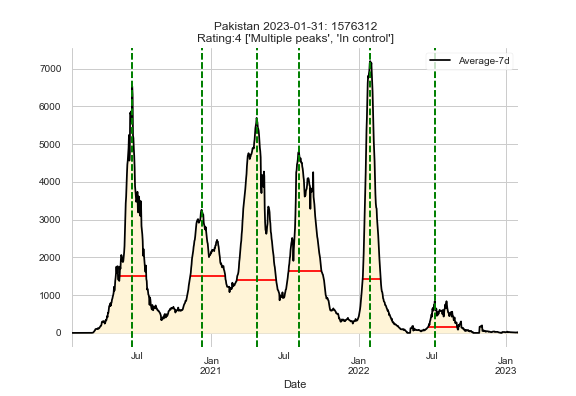 Pakistan 2023-01-31: 1576312
Rating:4 ['Multiple peaks', 'In control']
Average-7d
7000
6000
5000
4000
3000
2000
1000
0
Jul
Jan
2021
Jul
Jan
2022
Jul
Jan
2023
Date